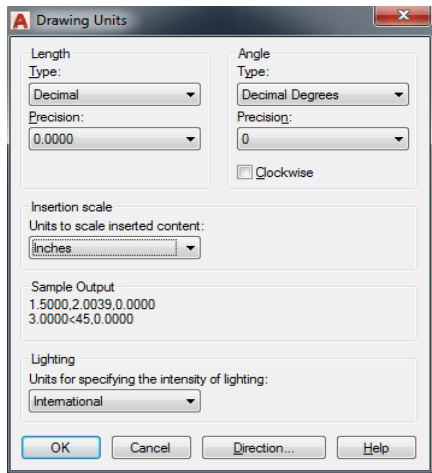 Drawing Units
Length
Type:
Decimal
Precision:
0.0000
Angle
Type:
Decimal Degrees
Precision:
0
Clockwise
Insertion scale
Units to scale inserted content:
Inches
Sample Output
1.5000,2.0039,0.0000
3.0000<45,0.0000
Lighting
Units for specifying the intensity of lighting:
International
OK Cancel Direction... Help